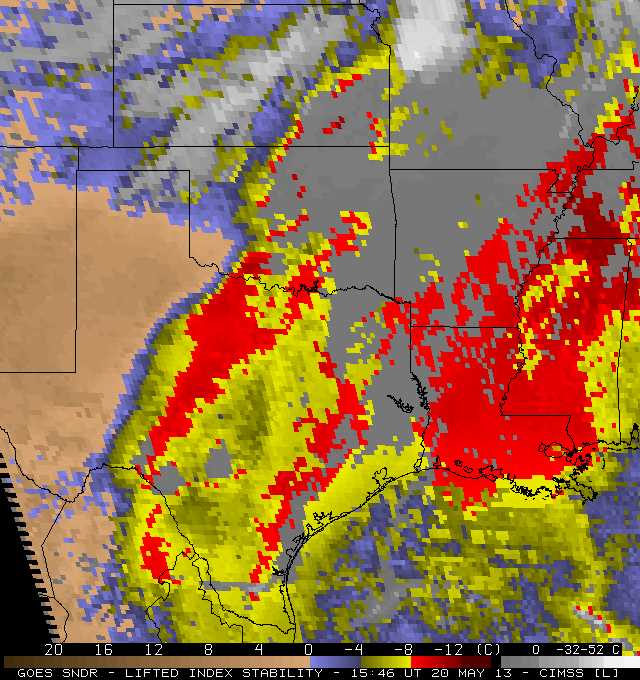 20 16 12 8 4 0 -4 -8 -12 (C) 0 -32-52 C
GOES SNDR - LIFTED INDEX STABILITY - 15:46 UT 20 MAY 13 - CIMSS [L]